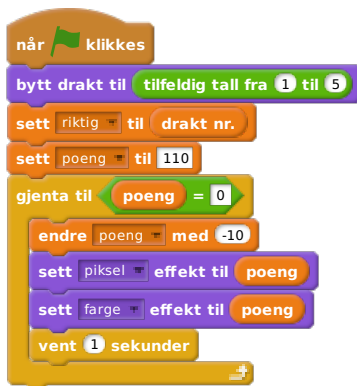 når klikkes
bytt drakt til tilfeldig tall fra 1 til 5
sett riktig til drakt nr.
sett poeng til 110
gjenta til poeng = 0
endre poeng med -10
sett piksel effekt til poeng
sett farge effekt til poeng
vent 1 sekunder